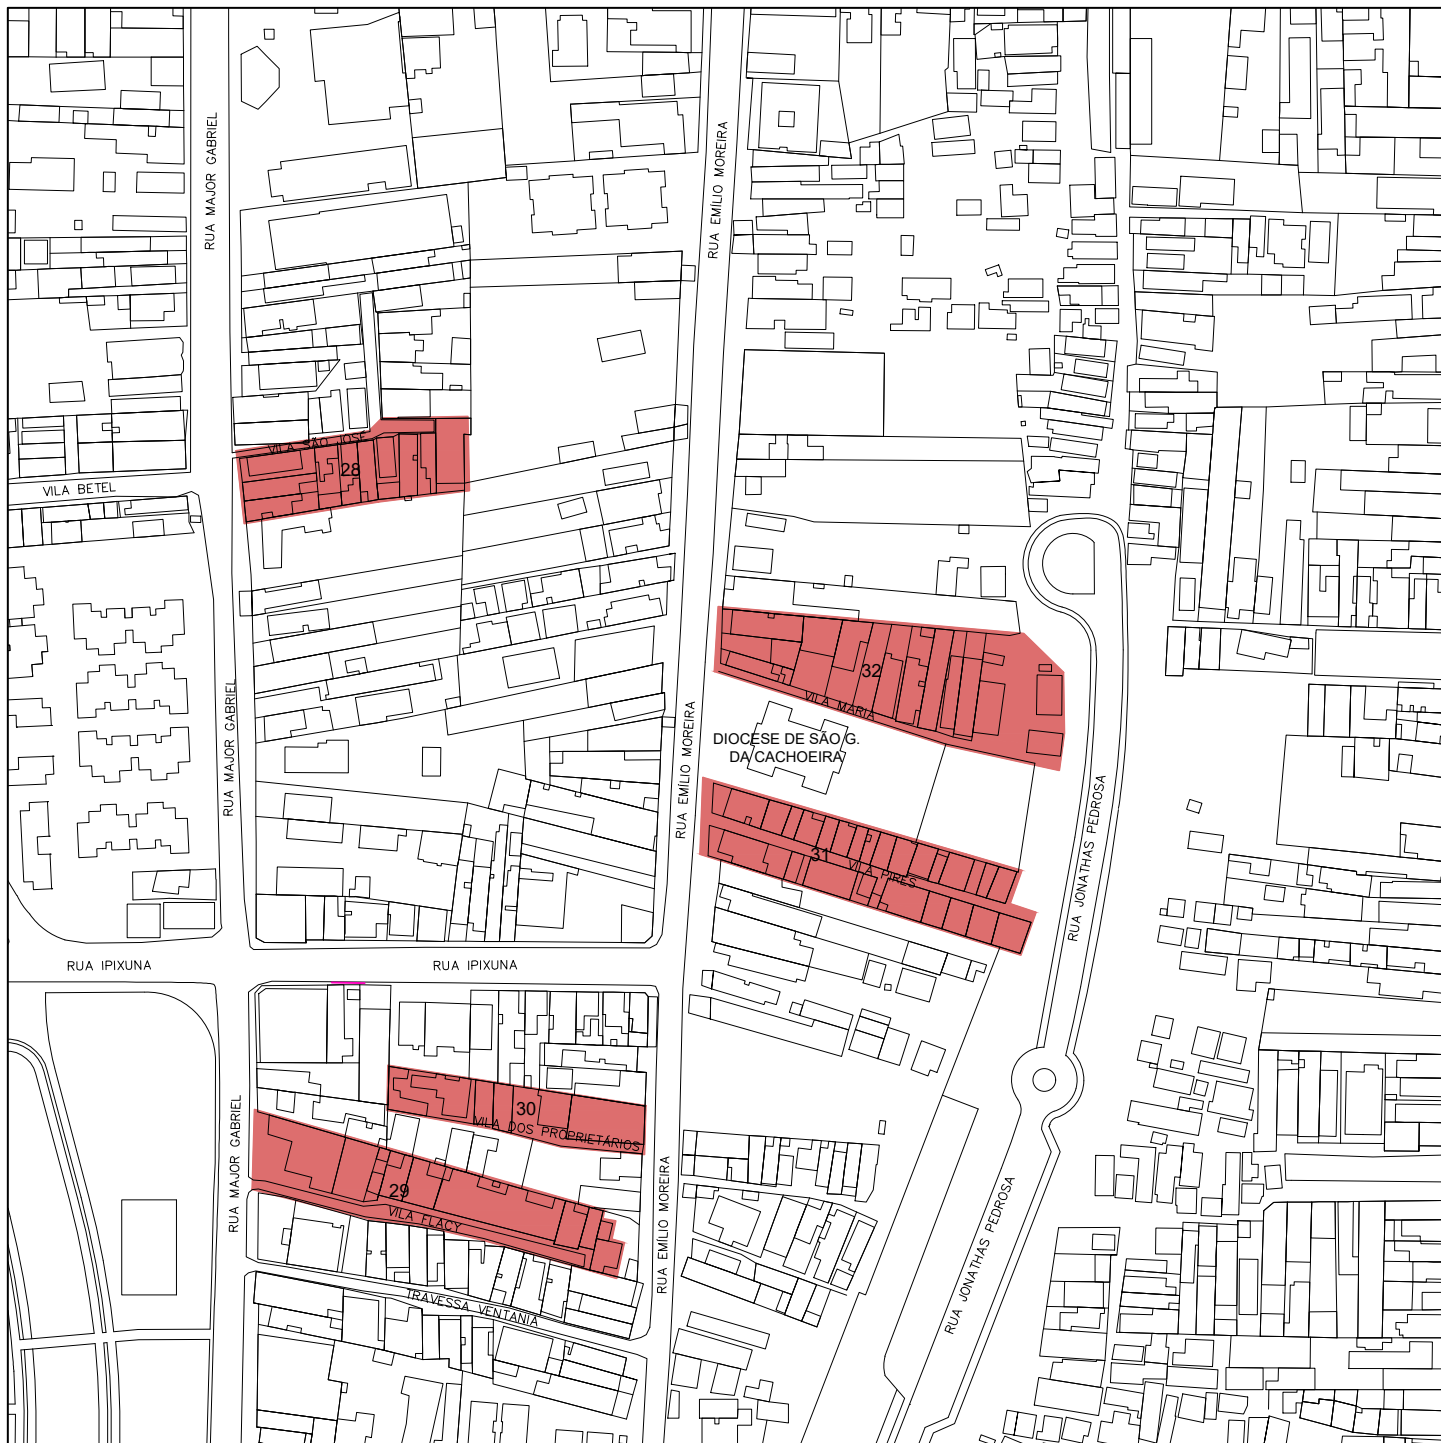 RUA MAJOR GABRIEL
RUA EMÍLIO MOREIRA
VILA SÃO JOSÉ
28
VILA BETEL
32
VILA MARIA
RUA MAJOR GABRIEL
RUA EMÍLIO MOREIRA
DIOCESE DE SÃO G.
DA CACHOEIRA
RUA JONATHAS PEDROSA
31
VILA PIRES
RUA IPIXUNA
RUA IPIXUNA
30
VILA DOS PROPRIETÁRIOS
RUA MAJOR GABRIEL
29
VILA FLACY
RUA EMÍLIO MOREIRA
RUA JONATHAS PEDROSA
TRAVESSA VENTANIA